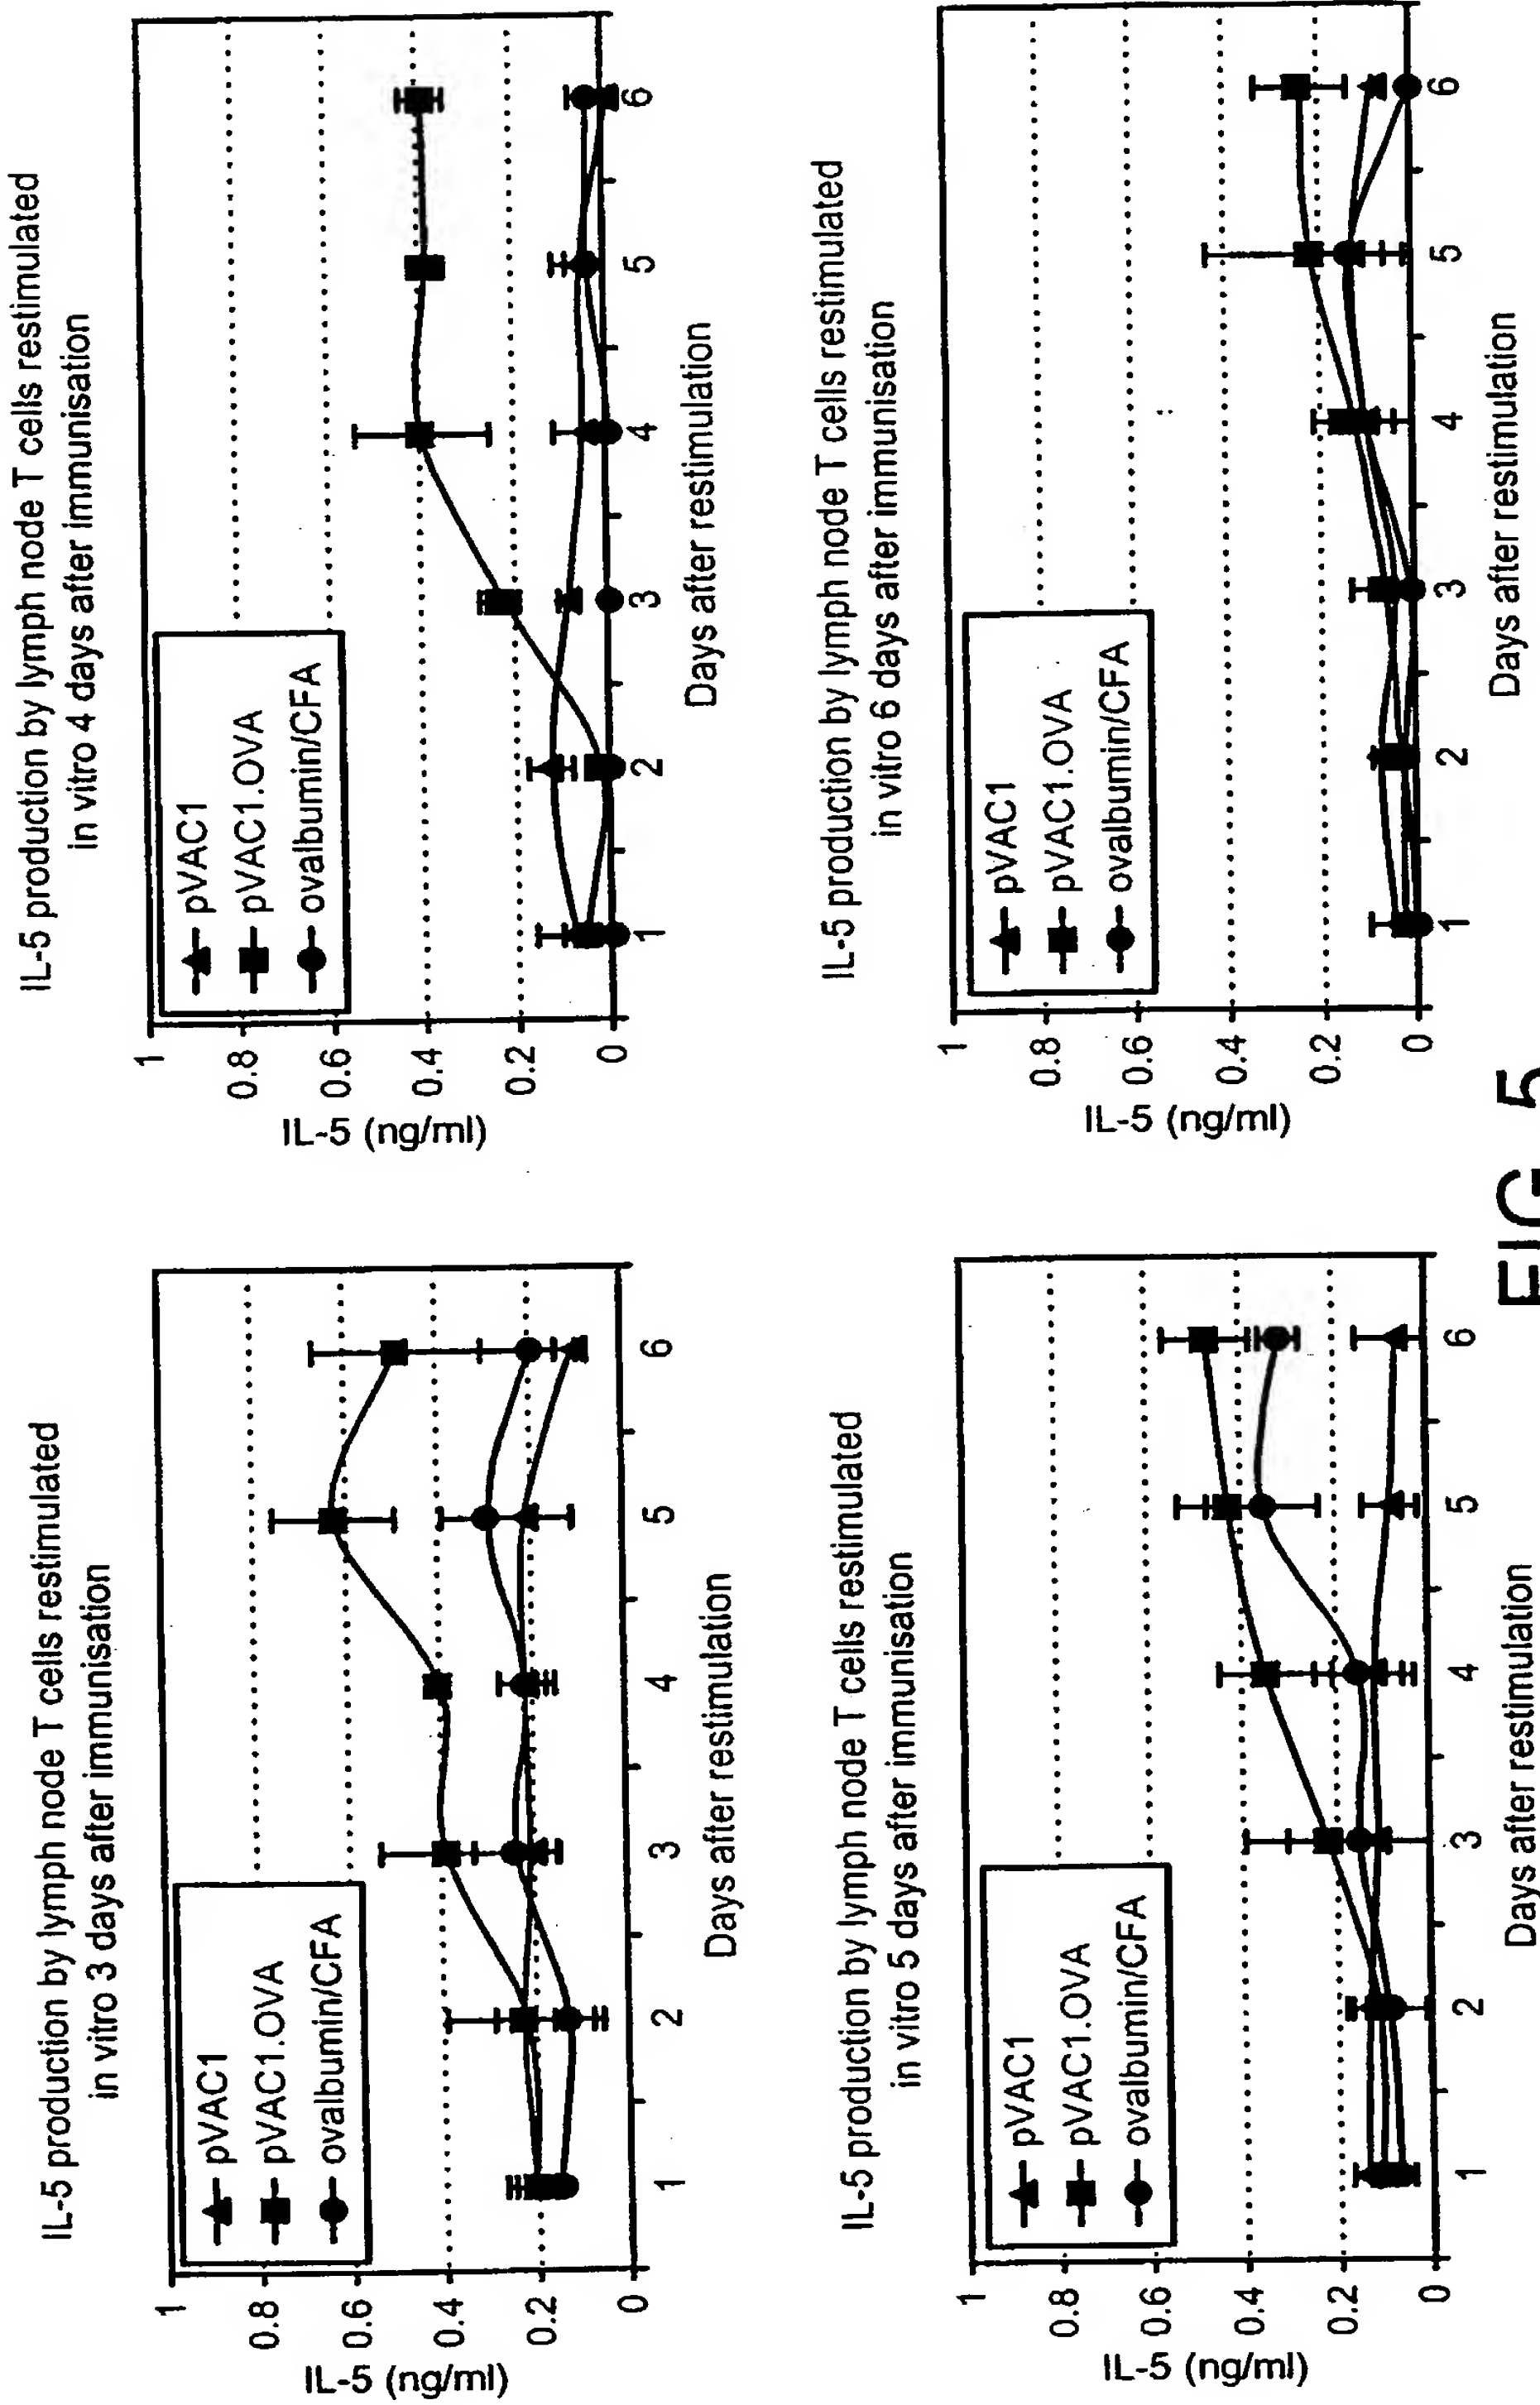 IL-5 production by lymph node T cells restimulated
in vitro 3 days after immunisation
IL-5 (ng/ml)
1
0.8
0.6
0.4
0.2
0
pVAC1
pVAC1.OVA
ovalbumin/CFA
1 2 3 4 5 6
Days after restimulation
IL-5 production by lymph node T cells restimulated
in vitro 4 days after immunisation
IL-5 (ng/ml)
1
0.8
0.6
0.4
0.2
0
pVAC1
pVAC1.OVA
ovalbumin/CFA
1 2 3 4 5 6
Days after restimulation
IL-5 production by lymph node T cells restimulated
in vitro 5 days after immunisation
IL-5 (ng/ml)
1
0.8
0.6
0.4
0.2
0
pVAC1
pVAC1.OVA
ovalbumin/CFA
1 2 3 4 5 6
Days after restimulation
IL-5 production by lymph node T cells restimulated
in vitro 6 days after immunisation
IL-5 (ng/ml)
1
0.8
0.6
0.4
0.2
0
pVAC1
pVAC1.OVA
ovalbumin/CFA
1 2 3 4 5 6
Days after restimulation
FIG. 5